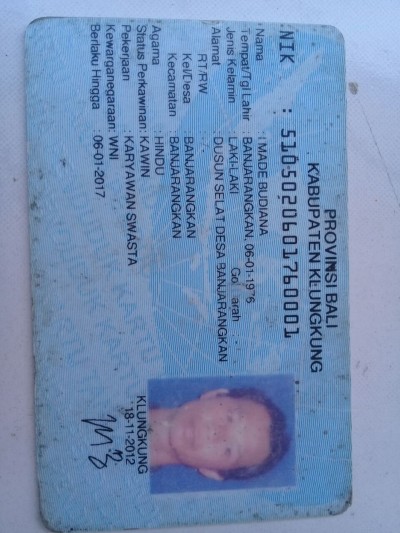 PROVINSI BALI
KABUPATEN KLUNGKUNG
NIK : 5105020601760001
Nama : I MADE BUDIANA
Tempat/Tgl Lahir : BANJARANGKAN, 06-01-1976
Jenis Kelamin : LAKI-LAKI Gol Darah : -
Alamat : DUSUN SELAT DESA BANJARANGKAN
RT/RW : -/-
Kel/Desa : BANJARANGKAN
Kecamatan : BANJARANGKAN
Agama : HINDU
Status Perkawinan: KAWIN
Pekerjaan : KARYAWAN SWASTA
Kewarganegaraan: WNI
Berlaku Hingga : 06-01-2017
KLUNGKUNG
18-11-2012